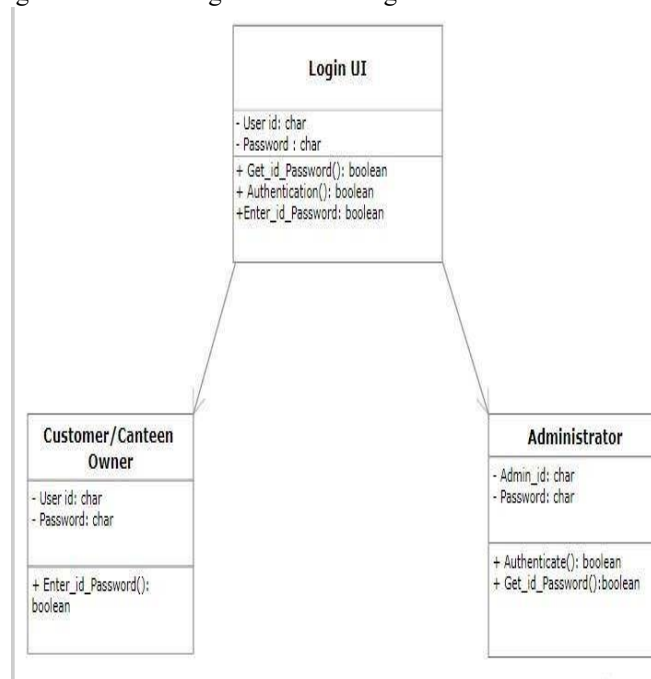 Login UI
- User id: char
- Password : char
+ Get_id_Password(): boolean
+ Authentication(): boolean
+Enter_id_Password: boolean
Customer/Canteen
Owner
- User id: char
- Password: char
+ Enter_id_Password():
boolean
Administrator
- Admin_id: char
- Password: char
+ Authenticate(): boolean
+ Get_id_Password():boolean